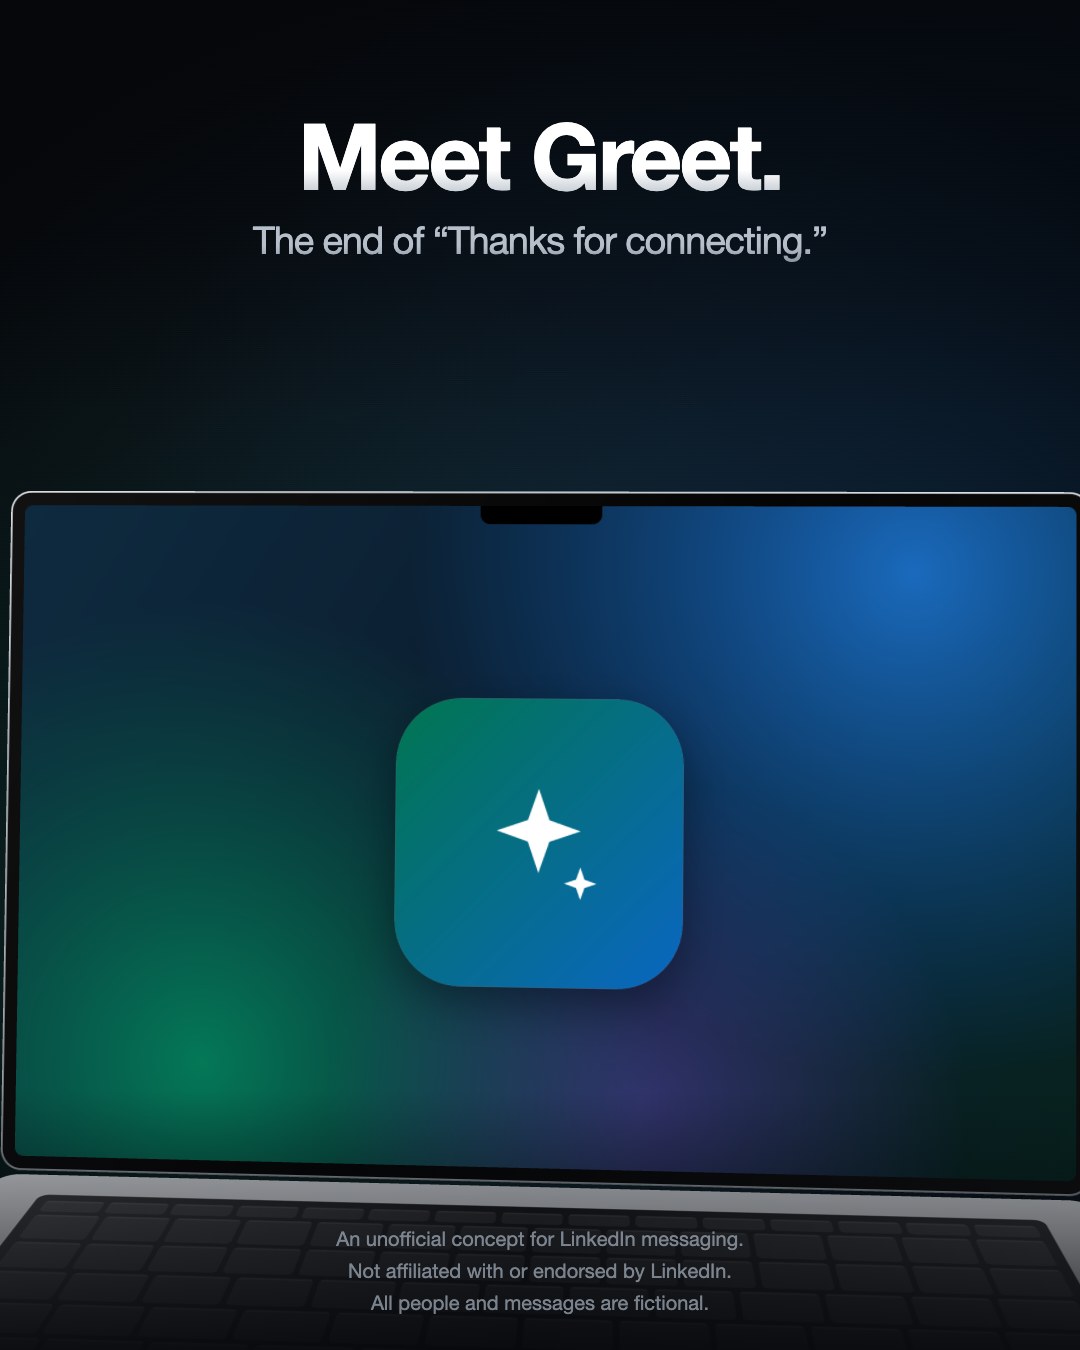 Meet Greet.
The end of “Thanks for connecting.”
An unofficial concept for LinkedIn messaging.
Not affiliated with or endorsed by LinkedIn.
All people and messages are fictional.